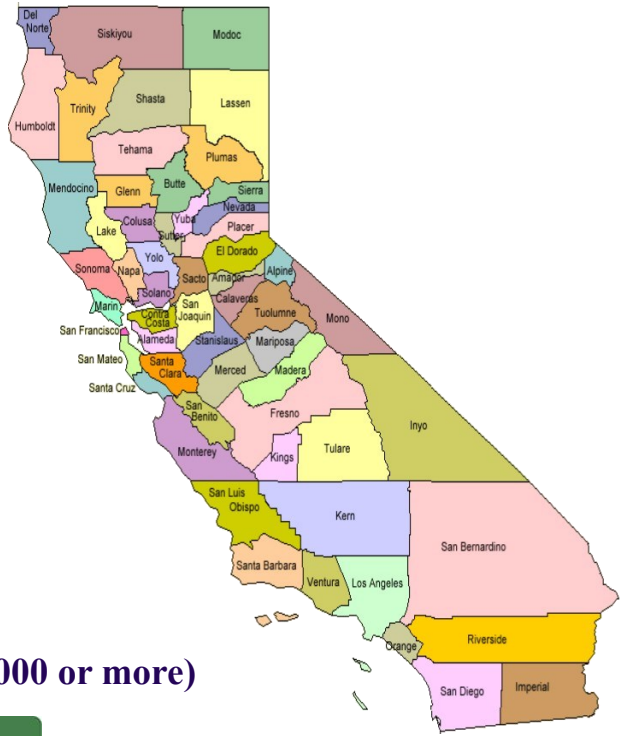 Del
Norte
Siskiyou
Modoc
Humboldt
Trinity
Shasta
Lassen
Tehama
Plumas
Mendocino
Glenn
Butte
Sierra
Lake
Colusa
Yuba
Nevada
Sutter
Placer
Sonoma
Napa
Yolo
El Dorado
Sacto
Amador
Alpine
Solano
Marin
Calaveras
San
Joaquin
Contra
Costa
Tuolumne
Mono
San Francisco
Alameda
Stanislaus
Mariposa
San Mateo
Santa
Clara
Merced
Madera
Santa Cruz
San
Benito
Fresno
Inyo
Monterey
Kings
Tulare
San Luis
Obispo
Kern
San Bernardino
Santa Barbara
Ventura
Los Angeles
Orange
Riverside
San Diego
Imperial
000 or more)